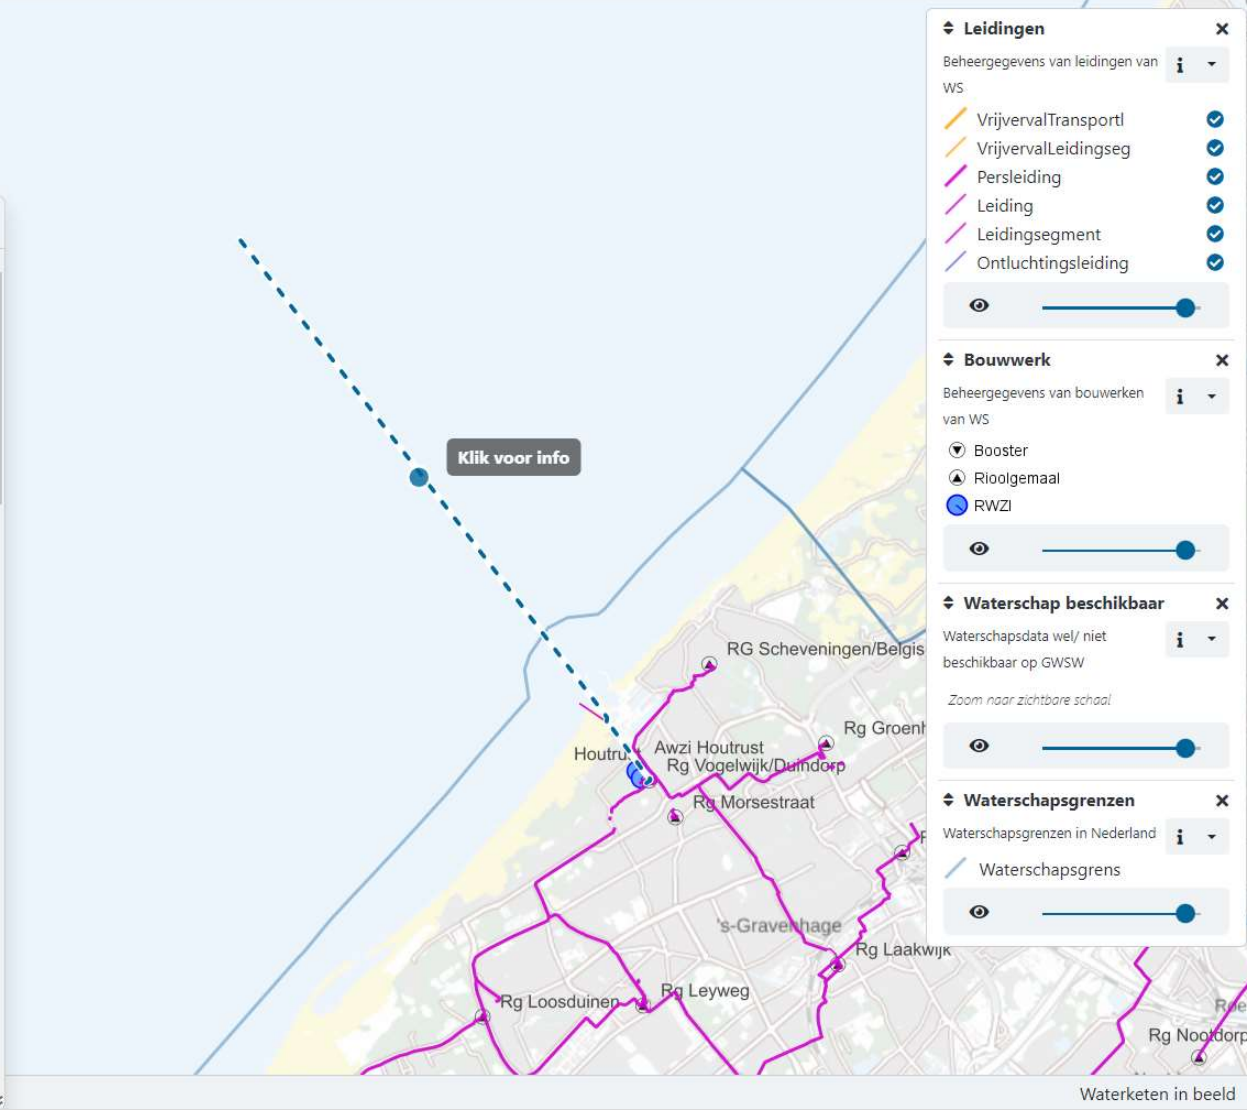 Leidingen
Beheergegevens van leidingen van
WS
VrijvervalTransportl
VrijvervalLeidingseg
Persleiding
Leiding
Leidingsegment
Ontluchtingsleiding
Bouwwerk
Beheergegevens van bouwerken
van WS
Booster
Rioolgemaal
RWZI
Waterschap beschikbaar
Waterschapsdata wel/ niet
beschikbaar op GWSW
Zoom naar zichtbare schaal
Waterschapsgrenzen
Waterschapsgrenzen in Nederland
Waterschapsgrens
Klik voor info
RG Scheveningen/Belgis
Rg Groenh
Awzi Houtrust
Rg Vogelwijk/Duindorp
Rg Morsestraat
's-Gravenhage
Rg Laakwijk
Rg Leyweg
Rg Loosduinen
Roe
Rg Nootdorp
Waterketen in beeld